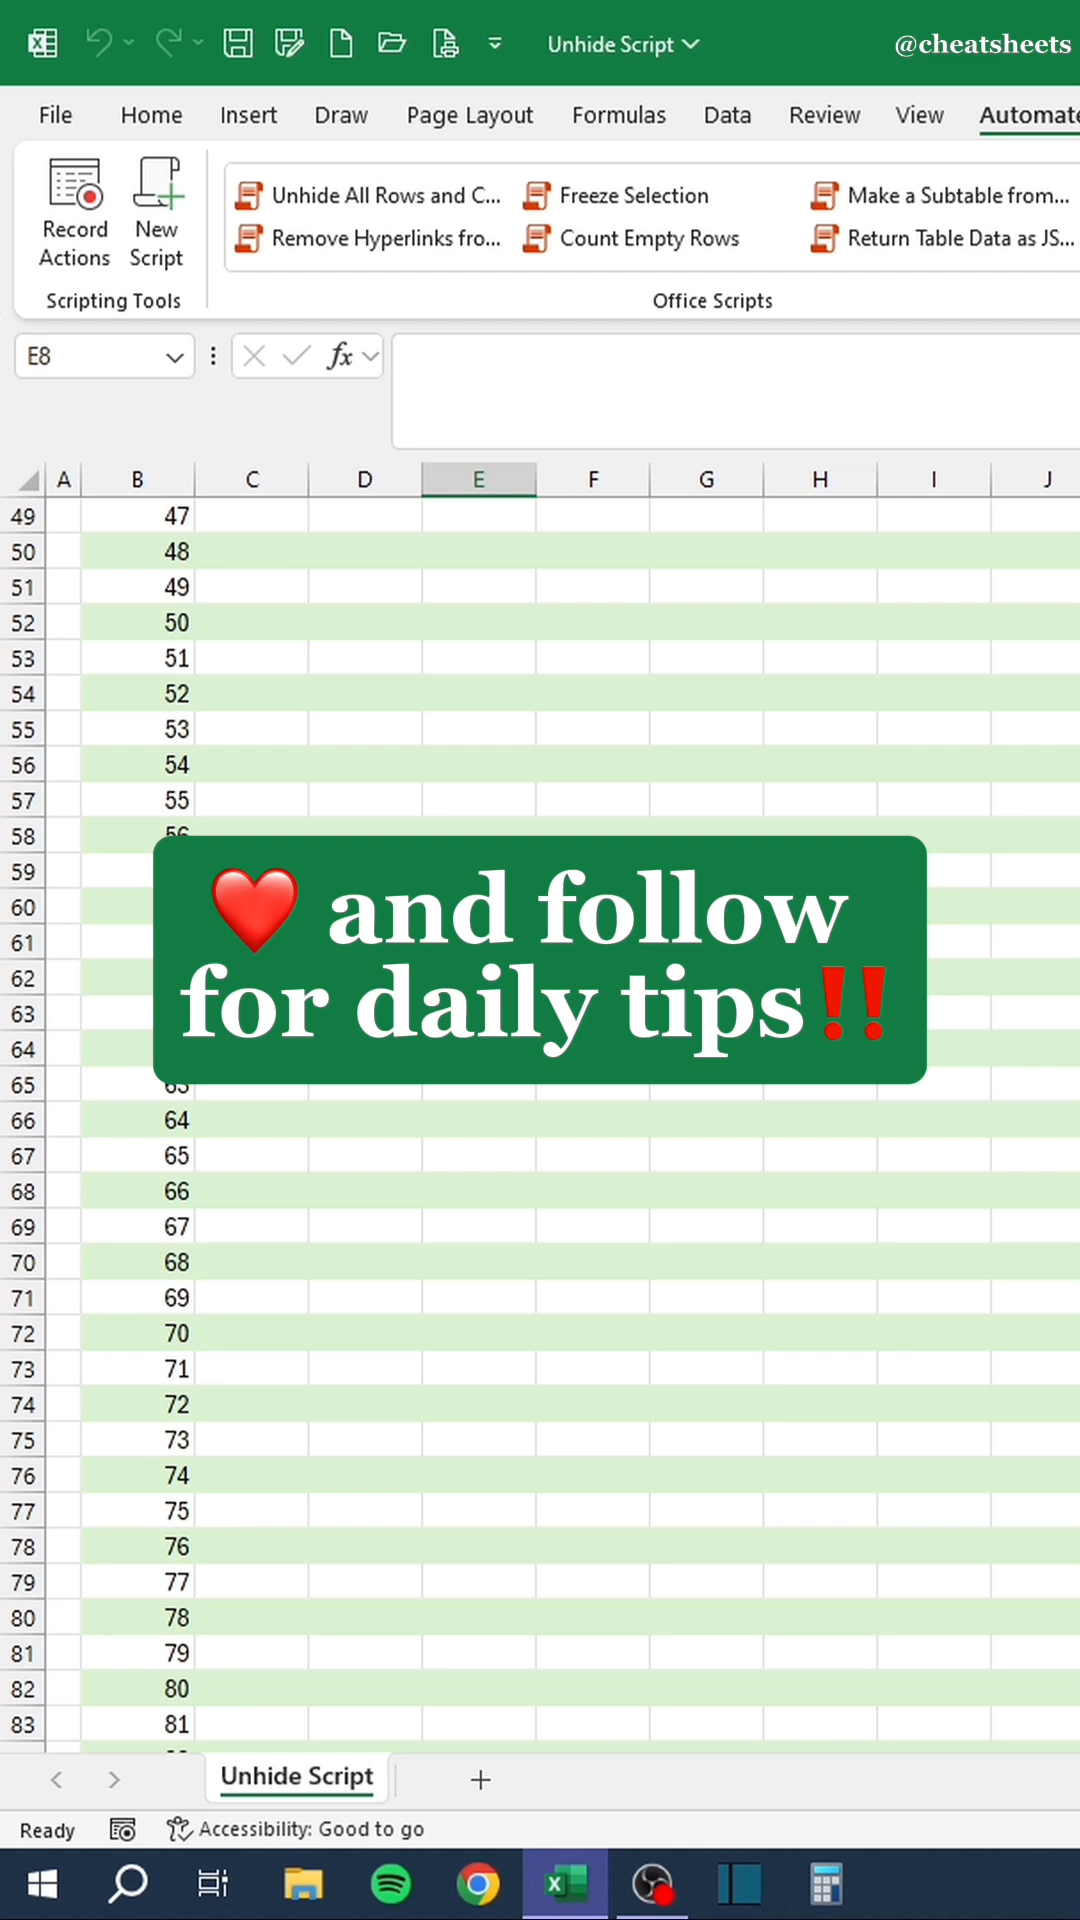 Unhide Script
@cheatsheets
File Home Insert Draw Page Layout Formulas Data Review View Automate
Record Actions
New Script
Scripting Tools
Unhide All Rows and C...
Freeze Selection
Make a Subtable from...
Remove Hyperlinks fro...
Count Empty Rows
Return Table Data as JS...
Office Scripts
E8
fx
A B C D E F G H I J
49 47
50 48
51 49
52 50
53 51
54 52
55 53
56 54
57 55
58 56
59
60
61
62
63
64
❤️ and follow
for daily tips‼️
65 63
66 64
67 65
68 66
69 67
70 68
71 69
72 70
73 71
74 72
75 73
76 74
77 75
78 76
79 77
80 78
81 79
82 80
83 81
Unhide Script
Ready
Accessibility: Good to go